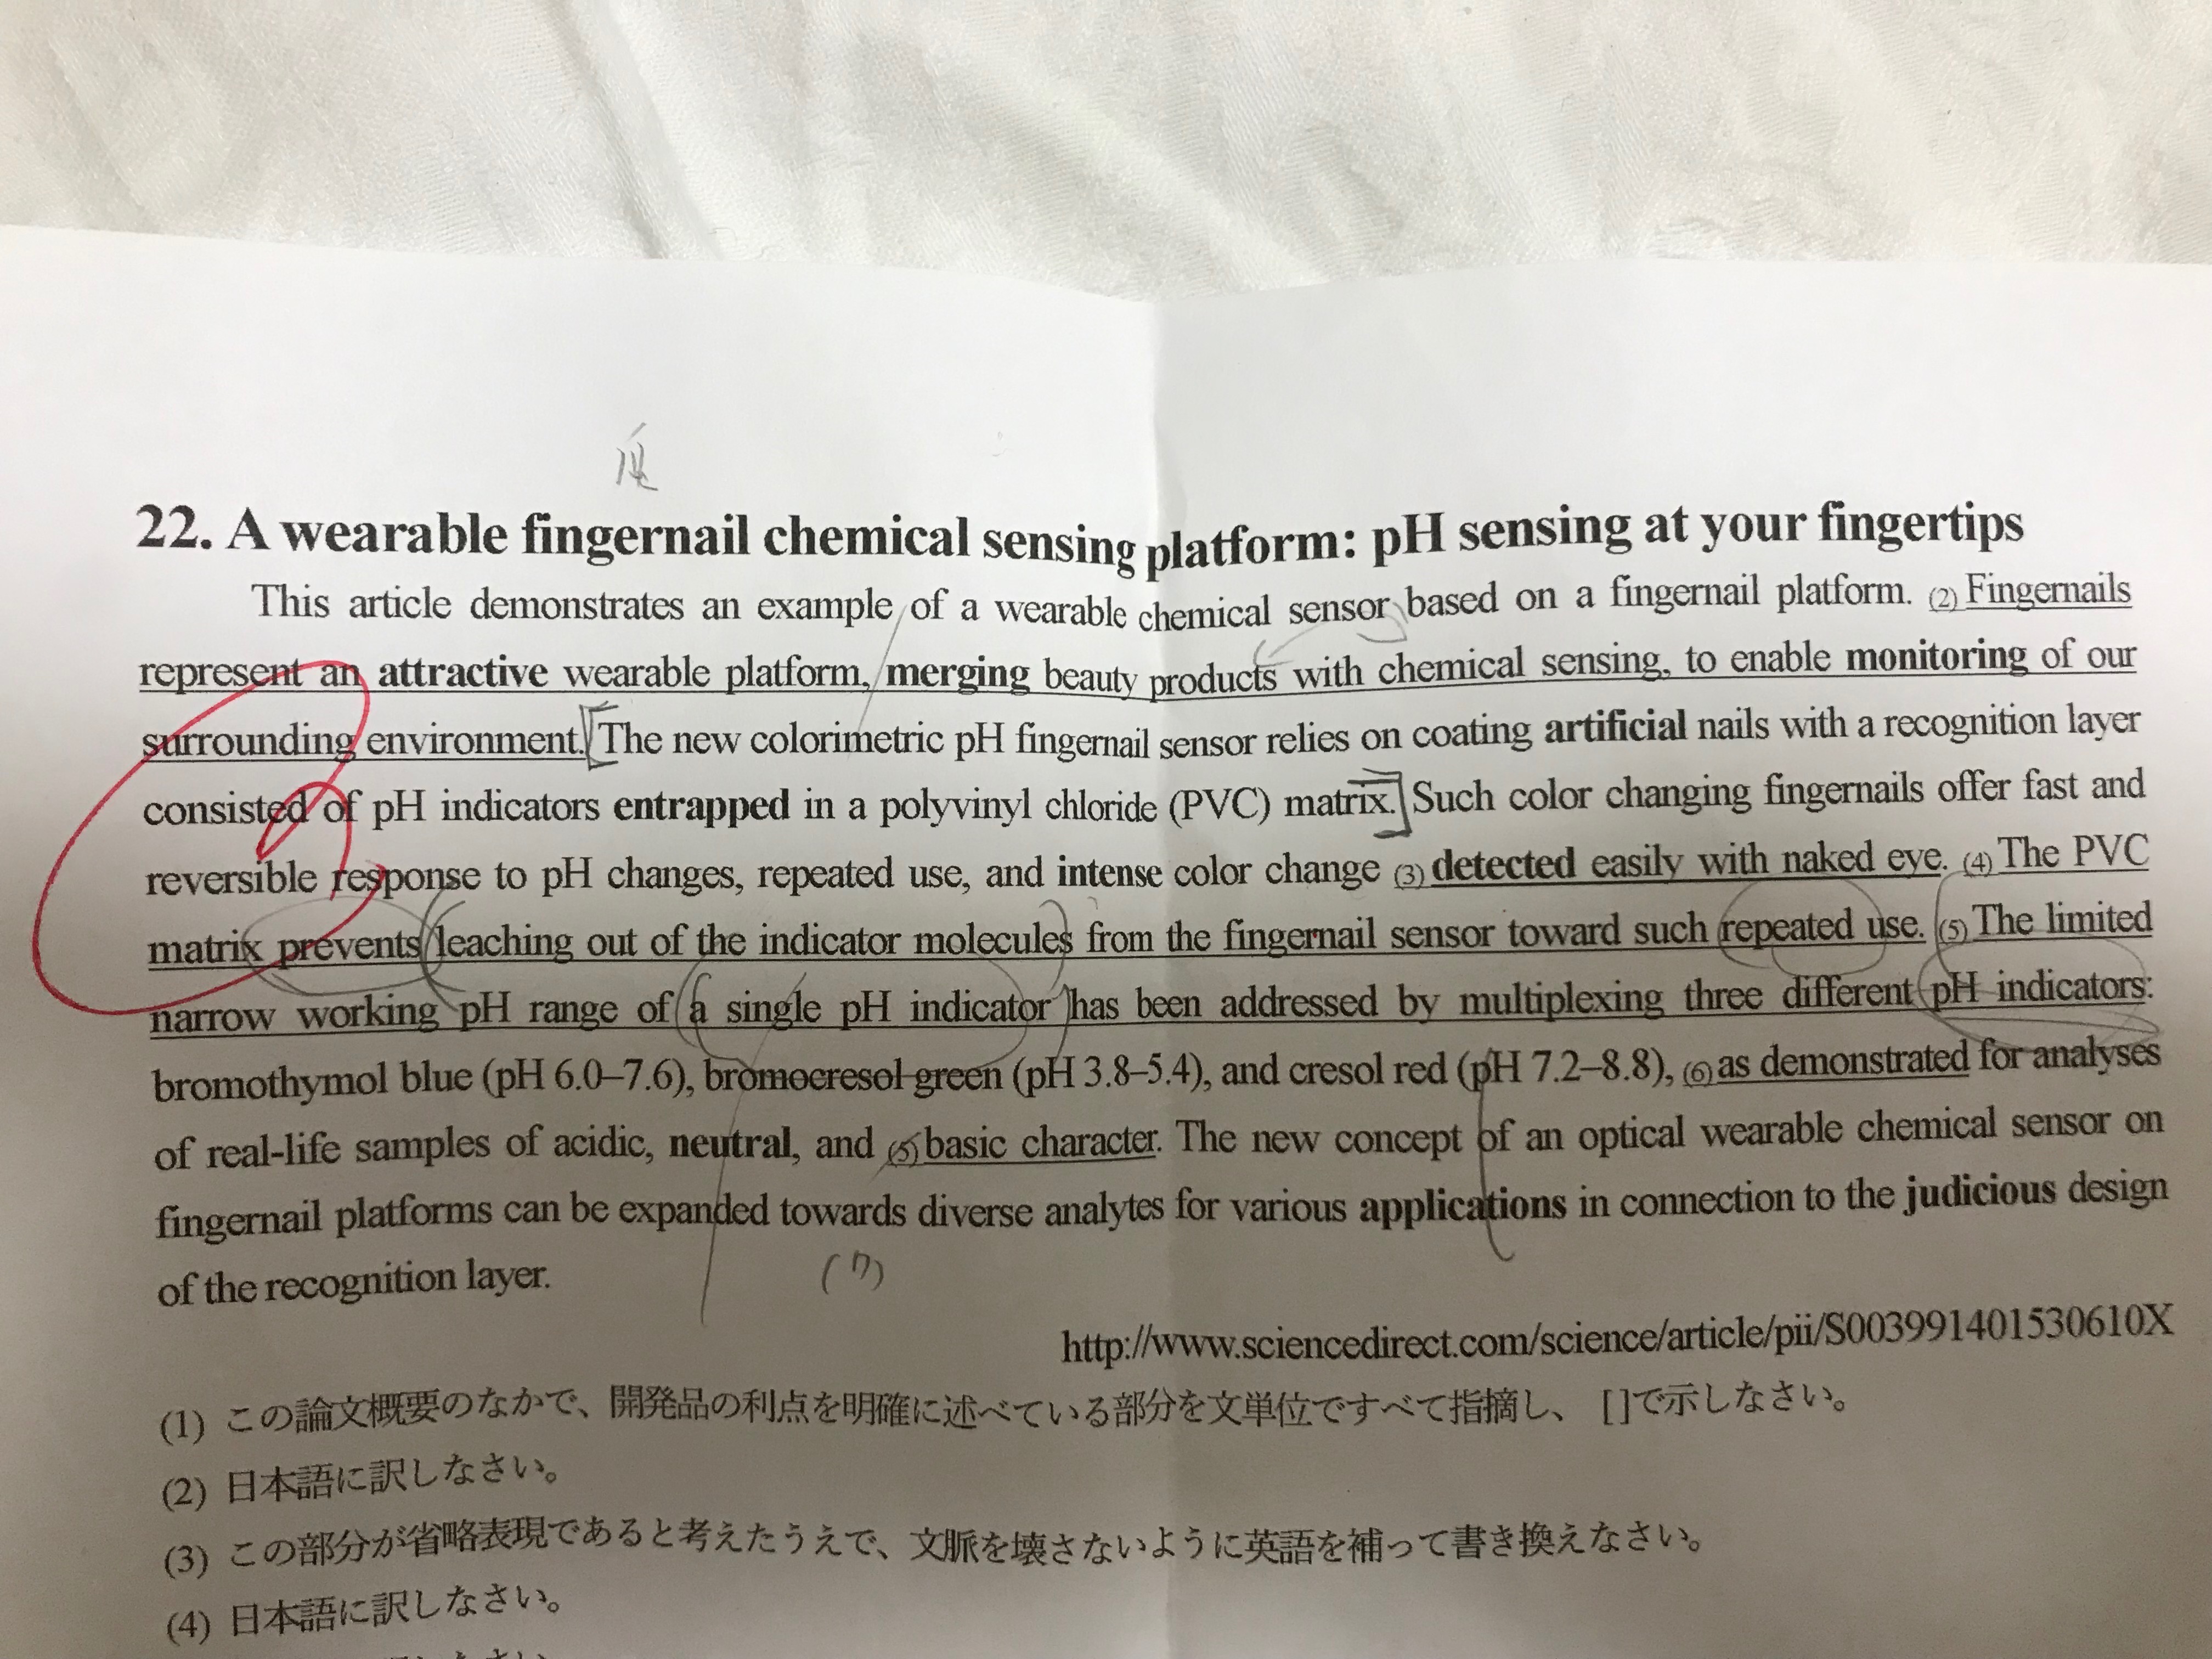 22. A wearable fingernail chemical sensing platform: pH sensing at your fingertips
This article demonstrates an example of a wearable chemical sensor based on a fingernail platform. (2) Fingernails
represent an attractive wearable platform, merging beauty products with chemical sensing, to enable monitoring of our
surrounding environment. [The new colorimetric pH fingernail sensor relies on coating artificial nails with a recognition layer
consisted of pH indicators entrapped in a polyvinyl chloride (PVC) matrix.] Such color changing fingernails offer fast and
reversible response to pH changes, repeated use, and intense color change (3) detected easily with naked eye. (4) The PVC
matrix prevents leaching out of the indicator molecules from the fingernail sensor toward such repeated use. (5) The limited
narrow working pH range of a single pH indicator has been addressed by multiplexing three different pH indicators:
bromothymol blue (pH 6.0–7.6), bromocresol green (pH 3.8–5.4), and cresol red (pH 7.2–8.8), (6) as demonstrated for analyses
of real-life samples of acidic, neutral, and (5) basic character. The new concept of an optical wearable chemical sensor on
fingernail platforms can be expanded towards diverse analytes for various applications in connection to the judicious design
of the recognition layer.
(7)
http://www.sciencedirect.com/science/article/pii/S003991401530610X
(1) この論文概要のなかで、開発品の利点を明確に述べている部分を文単位ですべて指摘し、 []で示しなさい。
(2) 日本語に訳しなさい。
(3) この部分が省略表現であると考えたうえで、文脈を壊さないように英語を補って書き換えなさい。
(4) 日本語に訳しなさい。